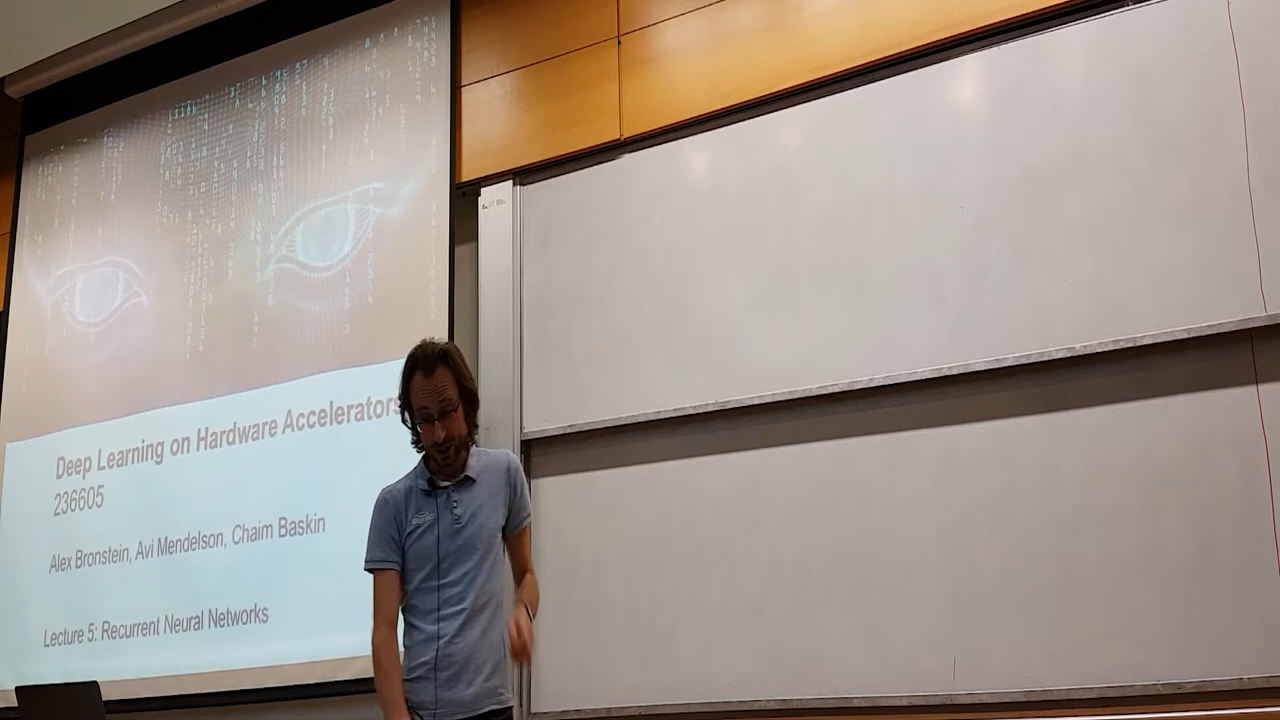 Deep Learning on Hardware Accelerators
236605
Alex Bronstein, Avi Mendelson, Chaim Baskin
Lecture 5: Recurrent Neural Networks